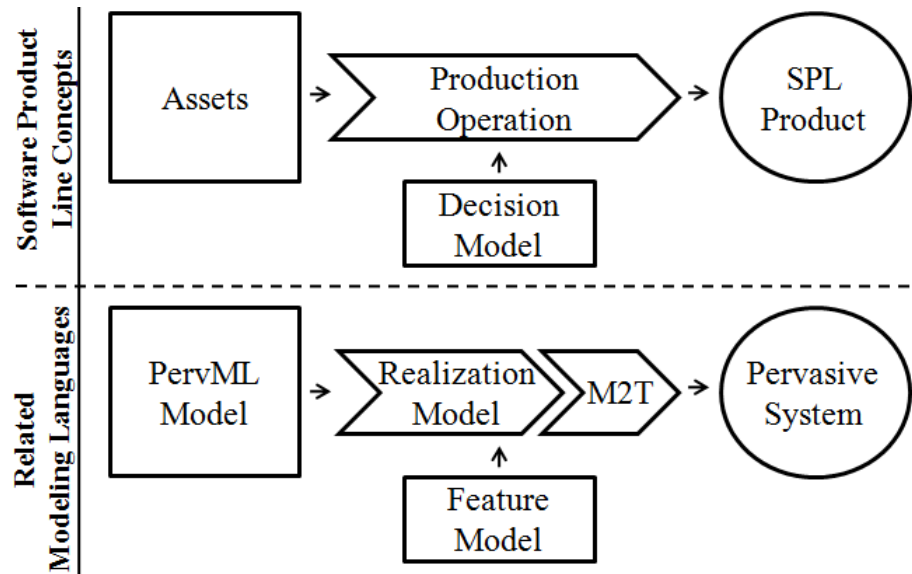 Software Product
Line Concepts
Assets
Production
Operation
SPL
Product
Decision
Model
Related
Modeling Languages
PervML
Model
Realization
Model
M2T
Pervasive
System
Feature
Model